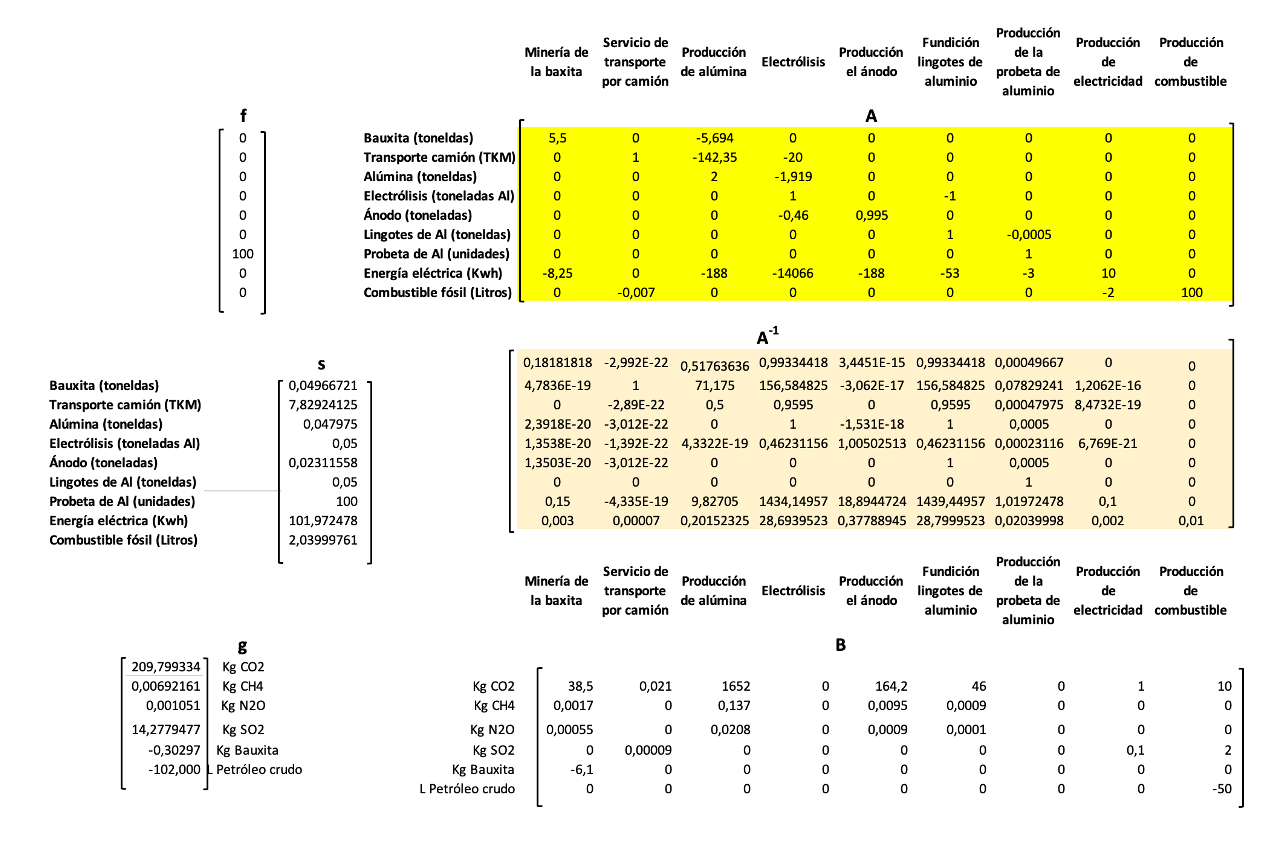 Minería de la baxita Servicio de transporte por camión Producción de alúmina Electrólisis Producción el ánodo Fundición lingotes de aluminio Producción de la probeta de aluminio Producción de electricidad Producción de combustible
f A
0 Bauxita (toneldas) 5,5 0 -5,694 0 0 0 0 0 0
0 Transporte camión (TKM) 0 1 -142,35 -20 0 0 0 0 0
0 Alúmina (toneldas) 0 0 2 -1,919 0 0 0 0 0
0 Electrólisis (toneladas Al) 0 0 0 1 0 -1 0 0 0
0 Ánodo (toneladas) 0 0 0 -0,46 0,995 0 0 0 0
0 Lingotes de Al (toneldas) 0 0 0 0 0 1 -0,0005 0 0
100 Probeta de Al (unidades) 0 0 0 0 0 0 1 0 0
0 Energía eléctrica (Kwh) -8,25 0 -188 -14066 -188 -53 -3 10 0
0 Combustible fósil (Litros) 0 -0,007 0 0 0 0 0 -2 100
A-1
s 0,18181818 -2,992E-22 0,51763636 0,99334418 3,4451E-15 0,99334418 0,00049667 0 0
Bauxita (toneldas) 0,04966721 4,7836E-19 1 71,175 156,584825 -3,062E-17 156,584825 0,07829241 1,2062E-16 0
Transporte camión (TKM) 7,82924125 0 -2,89E-22 0,5 0,9595 0 0,9595 0,00047975 8,4732E-19 0
Alúmina (toneldas) 0,047975 2,3918E-20 -3,012E-22 0 1 -1,531E-18 1 0,0005 0 0
Electrólisis (toneladas Al) 0,05 1,3538E-20 -1,392E-22 4,3322E-19 0,46231156 1,00502513 0,46231156 0,00023116 6,769E-21 0
Ánodo (toneladas) 0,02311558 1,3503E-20 -3,012E-22 0 0 0 1 0,0005 0 0
Lingotes de Al (toneldas) 0,05 0 0 0 0 0 0 1 0 0
Probeta de Al (unidades) 100 0,15 -4,335E-19 9,82705 1434,14957 18,8944724 1439,44957 1,01972478 0,1 0
Energía eléctrica (Kwh) 101,972478 0,003 0,00007 0,20152325 28,6939523 0,37788945 28,7999523 0,02039998 0,002 0,01
Combustible fósil (Litros) 2,03999761
Minería de la baxita Servicio de transporte por camión Producción de alúmina Electrólisis Producción el ánodo Fundición lingotes de aluminio Producción de la probeta de aluminio Producción de electricidad Producción de combustible
g B
209,799334 Kg CO2
0,00692161 Kg CH4 Kg CO2 38,5 0,021 1652 0 164,2 46 0 1 10
0,001051 Kg N2O Kg CH4 0,0017 0 0,137 0,0095 0,0009 0 0 0
14,2779477 Kg SO2 Kg N2O 0,00055 0 0,0208 0,0009 0,0001 0 0 0
-0,30297 Kg Bauxita Kg SO2 0 0,00009 0 0 0 0 0 0,1 2
-102,000 L Petróleo crudo Kg Bauxita -6,1 0 0 0 0 0 0 0 0
L Petróleo crudo 0 0 0 0 0 0 0 0 -50